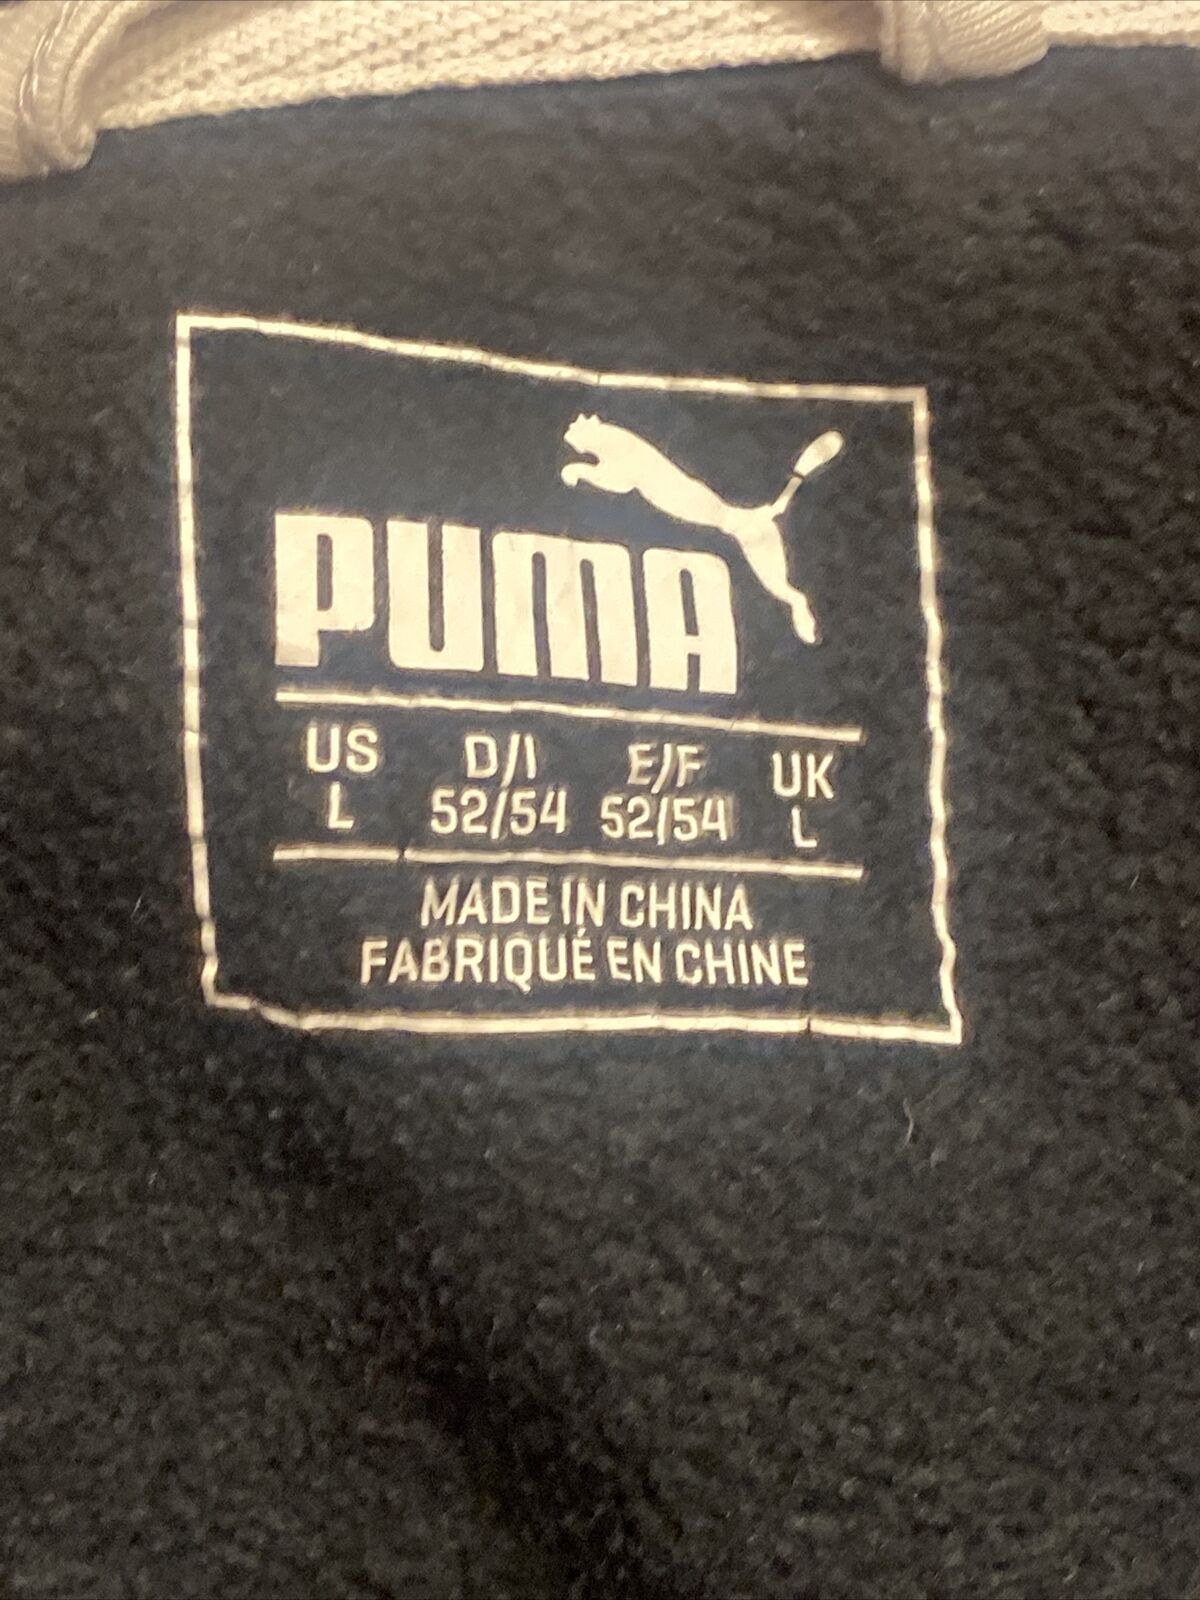 PUMA
US D/I E/F UK
L 52/54 52/54 L
MADE IN CHINA
FABRIQUÉ EN CHINE